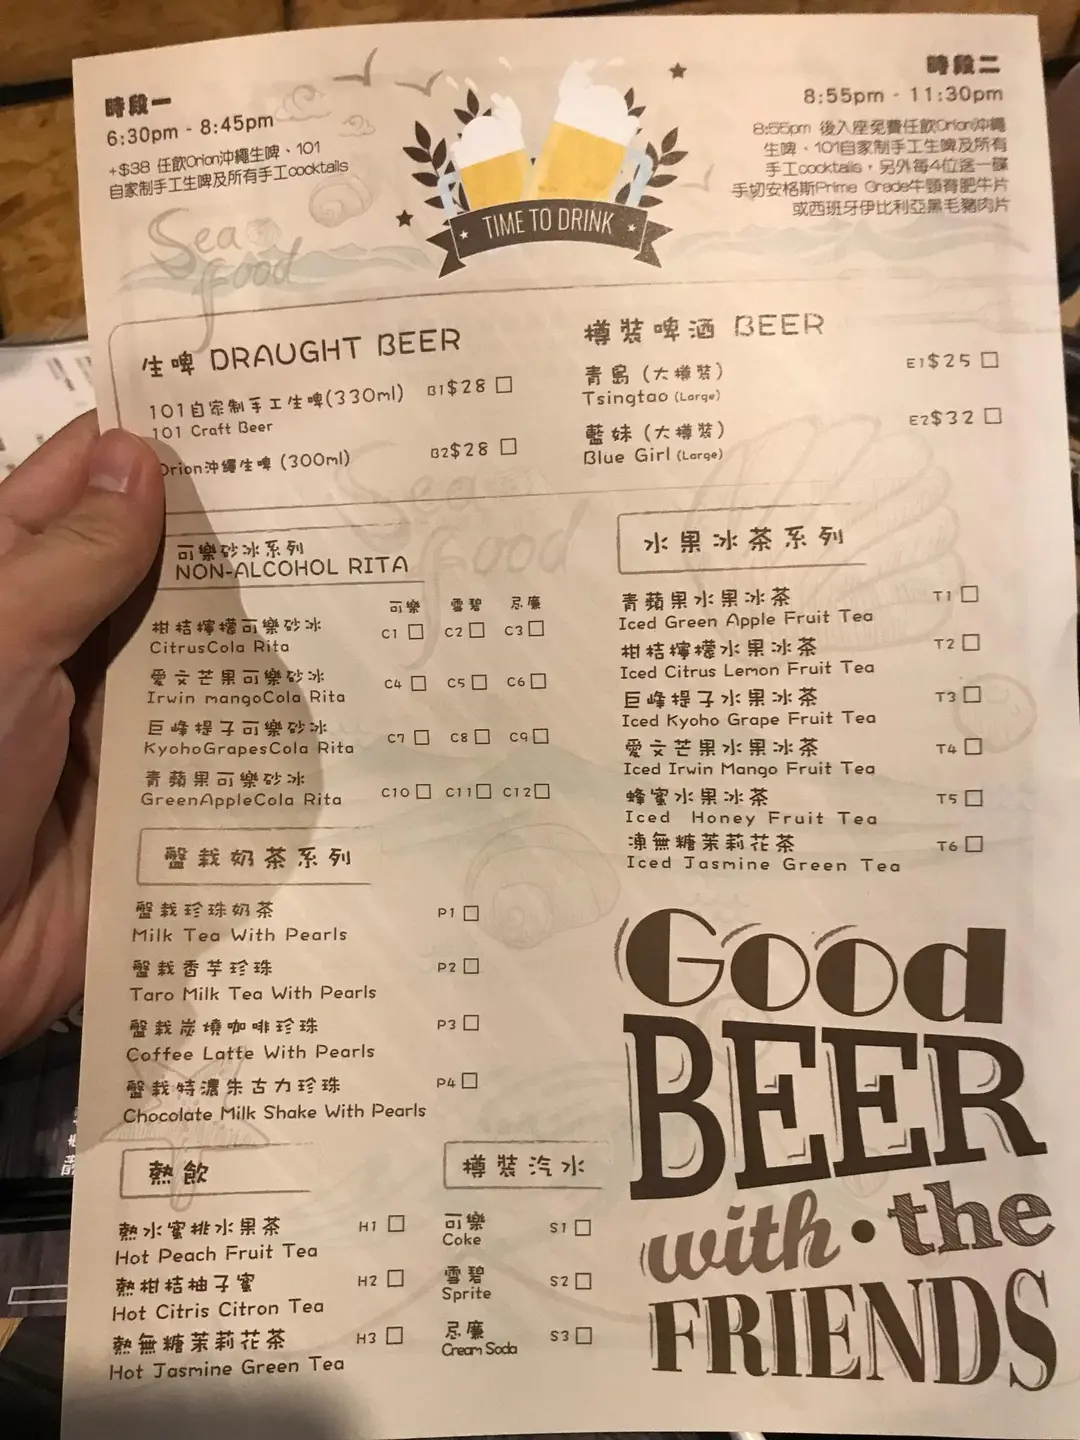 時段一
6:30pm - 8:45pm
+$38 任飲Orion沖繩生啤、101
自家制手工生啤及所有手工cocktails
時段二
8:55pm - 11:30pm
8:55pm 後入座免費任飲Orion沖繩
生啤、101自家制手工生啤及所有
手工cocktails，另外每4位送一碟
手切安格斯Prime Grade牛頸脊肥牛片
或西班牙伊比利亞黑毛豬肉片
TIME TO DRINK
Sea
food
生啤 DRAUGHT BEER
101自家制手工生啤(330ml) B1$28
101 Craft Beer
Orion沖繩生啤 (300ml) B2$28
樽裝啤酒 BEER
青島 (大樽裝) E1$25
Tsingtao (Large)
藍妹 (大樽裝) E2$32
Blue Girl (Large)
Sea
food
可樂砂冰系列
NON-ALCOHOL RITA
可樂 雪碧 忌廉
柑桔檸檬可樂砂冰 C1 C2 C3
CitrusCola Rita
愛文芒果可樂砂冰 C4 C5 C6
Irwin mangoCola Rita
巨峰提子可樂砂冰 C7 C8 C9
KyohoGrapesCola Rita
青蘋果可樂砂冰 C10 C11 C12
GreenAppleCola Rita
水果冰茶系列
青蘋果水果冰茶 T1
Iced Green Apple Fruit Tea
柑桔檸檬水果冰茶 T2
Iced Citrus Lemon Fruit Tea
巨峰提子水果冰茶 T3
Iced Kyoho Grape Fruit Tea
愛文芒果水果冰茶 T4
Iced Irwin Mango Fruit Tea
蜂蜜水果冰茶 T5
Iced Honey Fruit Tea
凍無糖茉莉花茶 T6
Iced Jasmine Green Tea
盤栽奶茶系列
盤栽珍珠奶茶 P1
Milk Tea With Pearls
盤栽香芋珍珠 P2
Taro Milk Tea With Pearls
盤栽炭燒咖啡珍珠 P3
Coffee Latte With Pearls
盤栽特濃朱古力珍珠 P4
Chocolate Milk Shake With Pearls
熱飲
熱水蜜桃水果茶 H1
Hot Peach Fruit Tea
熱柑桔柚子蜜 H2
Hot Citris Citron Tea
熱無糖茉莉花茶 H3
Hot Jasmine Green Tea
樽裝汽水
可樂 S1
Coke
雪碧 S2
Sprite
忌廉 S3
Cream Soda
Good
BEER
with • the
FRIENDS